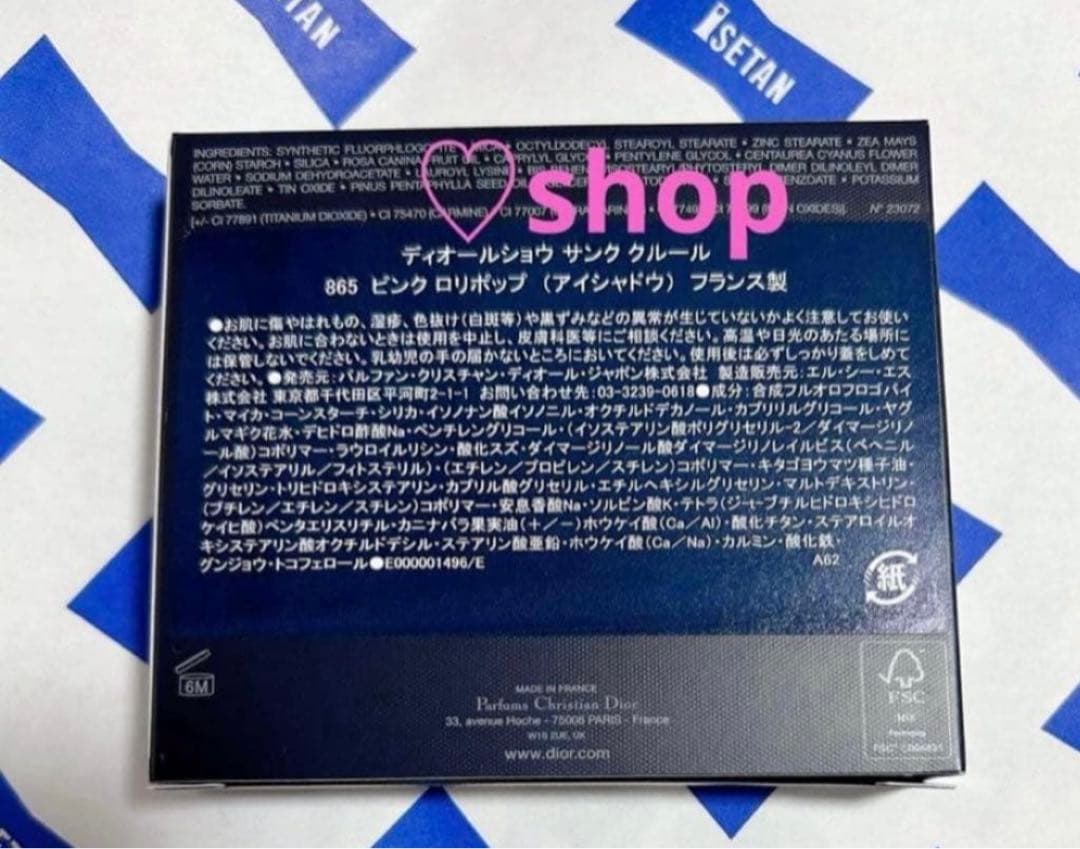 ISETAN
INGREDIENTS: SYNTHETIC FLUORPHLOGOPITE • MICA • OCTYLDODECYL STEAROYL STEARATE • ZINC STEARATE • ZEA MAYS
(CORN) STARCH • SILICA • ROSA CANINA FRUIT OIL • CAPRYLYL GLYCOL • PENTYLENE GLYCOL • CENTAUREA CYANUS FLOWER
WATER • SODIUM DEHYDROACETATE • LAUROYL LYSINE • DIMER DILINOLEYL DIMER
DILINOLEATE • TIN OXIDE • PINUS PENTAPHYLLA SEED OIL • POTASSIUM
SORBATE.
[+/- CI 77891 (TITANIUM DIOXIDE) • CI 75470 (CARMINE) CI 77007 OXIDES)]. N° 23072
♡shop
ディオールショウ サンク クルール
865 ピンク ロリポップ （アイシャドウ） フランス製
●お肌に傷やはれもの、湿疹、色抜け(白斑等)や黒ずみなどの異常が生じていないかよく注意してお使い
ください。お肌に合わないときは使用を中止し、皮膚科医等にご相談ください。高温や日光のあたる場所に
は保管しないでください。乳幼児の手の届かないところにおいてください。使用後は必ずしっかり蓋をしめて
ください。●発売元：パルファン・クリスチャン・ディオール・ジャポン株式会社 製造販売元：エル・シー・エス
株式会社 東京都千代田区平河町2-1-1 お問い合わせ先：03-3239-0618●成分：合成フルオロフロゴパイ
ト・マイカ・コーンスターチ・シリカ・イソノナン酸イソノニル・オクチルドデカノール・カプリリルグリコール・ヤグ
ルマギク花水・デヒドロ酢酸Na・ペンチレングリコール・(イソステアリン酸ポリグリセリル-2／ダイマージリノ
ール酸)コポリマー・ラウロイルリシン・酸化スズ・ダイマージリノール酸ダイマージリノレイルビス(ベヘニル
／イソステアリル／フィトステリル)・(エチレン／プロピレン／スチレン)コポリマー・キタゴヨウマツ種子油・
グリセリン・トリヒドロキシステアリン・カプリル酸グリセリル・エチルヘキシルグリセリン・マルトデキストリン・
(ブチレン／エチレン／スチレン)コポリマー・安息香酸Na・ソルビン酸K・テトラ(ジ-t-ブチルヒドロキシヒドロ
ケイヒ酸)ペンタエリスリチル・カニナバラ果実油(＋／－)ホウケイ酸(Ca／Al)・酸化チタン・ステアロイルオ
キシステアリン酸オクチルドデシル・ステアリン酸亜鉛・ホウケイ酸(Ca／Na)・カルミン・酸化鉄・
グンジョウ・トコフェロール●E000001496/E A62
紙
6M
MADE IN FRANCE
Parfums Christian Dior
33, avenue Hoche - 75008 PARIS - France
W1S 2UE, UK
www.dior.com
FSC
MIX
Packaging